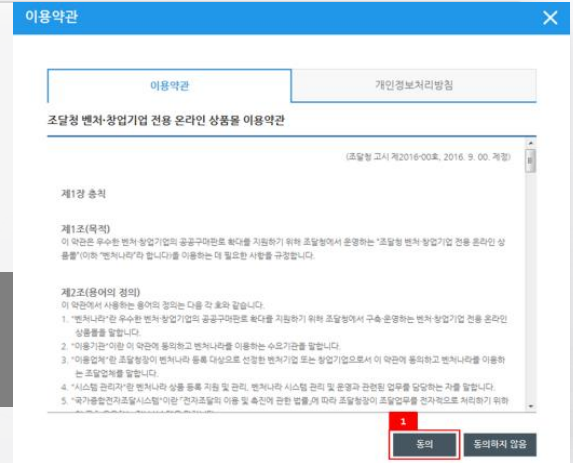 이용약관
이용약관 개인정보처리방침
조달청 벤처·창업기업 전용 온라인 상품몰 이용약관
(조달청 고시 제2016-00호, 2016. 9. 00. 제정)
제1장 총칙
제1조(목적)
이 약관은 우수한 벤처·창업기업의 공공구매판로 확대를 지원하기 위해 조달청에서 운영하는 "조달청 벤처·창업기업 전용 온라인 상
품몰"(이하 "벤처나라"라 합니다)을 이용하는 데 필요한 사항을 규정합니다.
제2조(용어의 정의)
이 약관에서 사용하는 용어의 정의는 다음 각 호와 같습니다.
1. "벤처나라"란 우수한 벤처·창업기업의 공공구매판로 확대를 지원하기 위해 조달청에서 구축·운영하는 벤처·창업기업 전용 온라인
상품몰을 말합니다.
2. "이용기관"이란 이 약관에 동의하고 벤처나라를 이용하는 수요기관을 말합니다.
3. "이용업체"란 조달청장이 벤처나라 등록 대상으로 선정한 벤처기업 또는 창업기업으로서 이 약관에 동의하고 벤처나라를 이용하
는 조달업체를 말합니다.
4. "시스템 관리자"란 벤처나라 상품 등록 지원 및 관리, 벤처나라 시스템 관리 및 운영과 관련된 업무를 담당하는 자를 말합니다.
5. "국가종합전자조달시스템"이란 「전자조달의 이용 및 촉진에 관한 법률」에 따라 조달청장이 조달업무를 전자적으로 처리하기 위하
1
동의 동의하지 않음